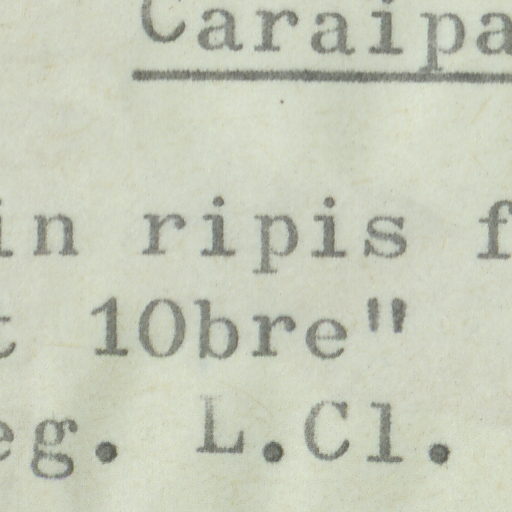 Caraipa
in ripis f
t 10bre"
eg. L.Cl.